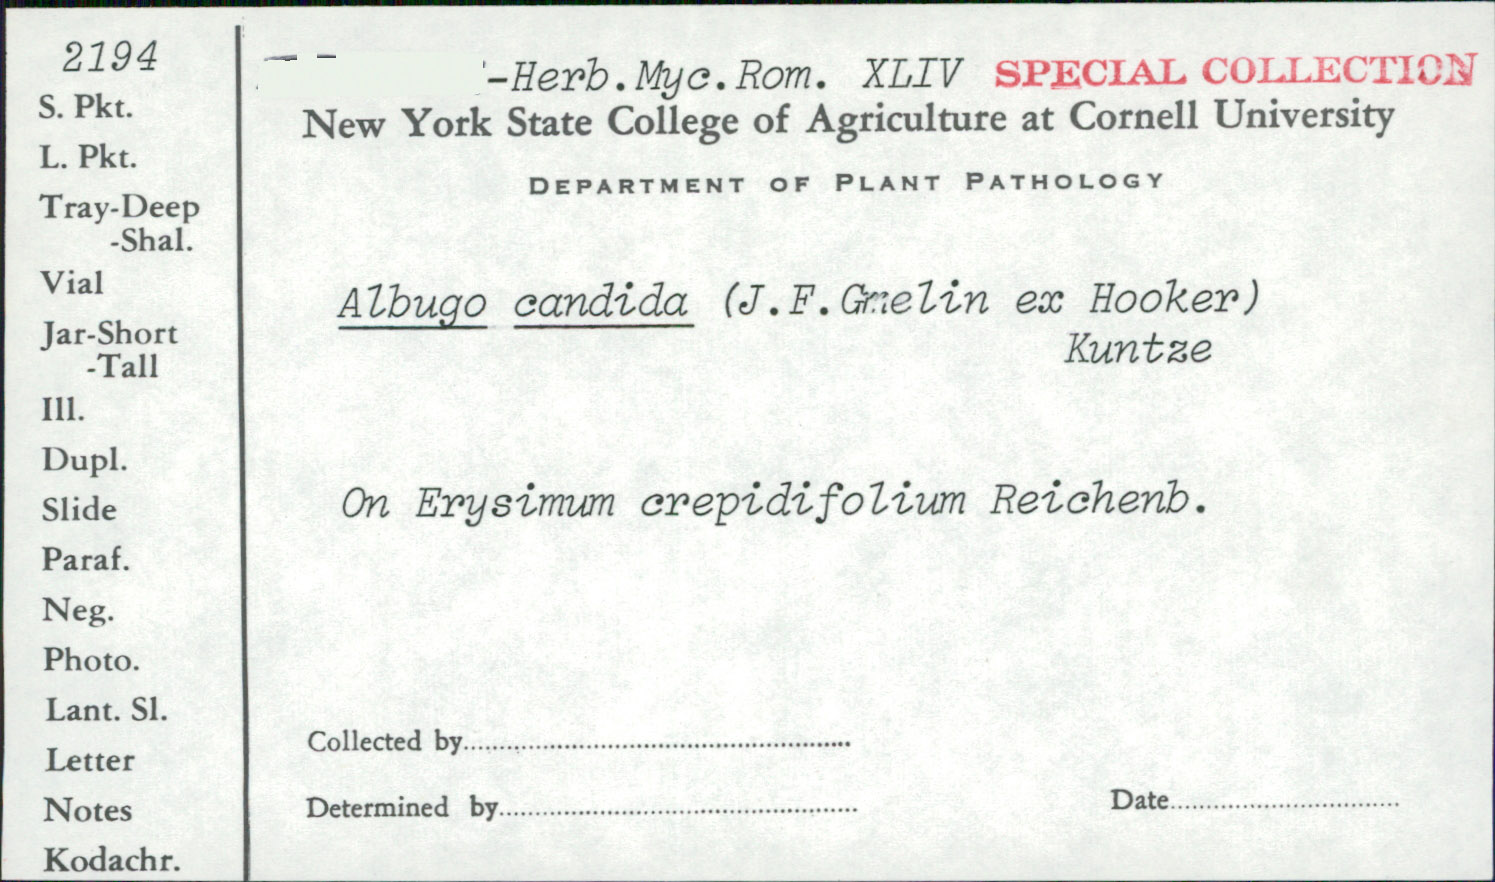 2194
S. Pkt.
L. Pkt.
Tray-Deep
-Shal.
Vial
Jar-Short
-Tall
Ill.
Dupl.
Slide
Paraf.
Neg.
Photo.
Lant. Sl.
Letter
Notes
Kodachr.
-Herb.Myc.Rom. XLIV SPECIAL COLLECTION
New York State College of Agriculture at Cornell University
DEPARTMENT OF PLANT PATHOLOGY
Albugo candida (J.F.Gmelin ex Hooker)
Kuntze
On Erysimum crepidifolium Reichenb.
Collected by
Determined by
Date